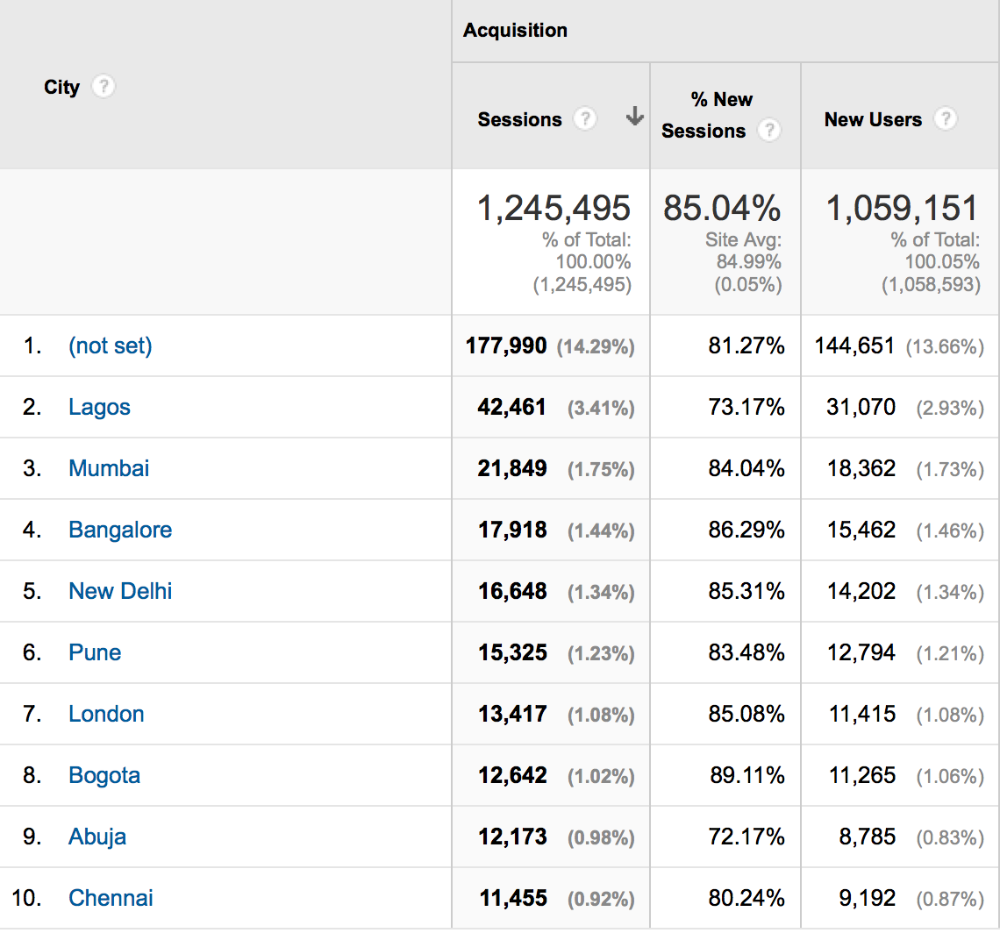 Acquisition
City ?
Sessions ? ↓
% New
Sessions ?
New Users ?
1,245,495 85.04% 1,059,151
% of Total: Site Avg: % of Total:
100.00% 84.99% 100.05%
(1,245,495) (0.05%) (1,058,593)
1. (not set) 177,990 (14.29%) 81.27% 144,651 (13.66%)
2. Lagos 42,461 (3.41%) 73.17% 31,070 (2.93%)
3. Mumbai 21,849 (1.75%) 84.04% 18,362 (1.73%)
4. Bangalore 17,918 (1.44%) 86.29% 15,462 (1.46%)
5. New Delhi 16,648 (1.34%) 85.31% 14,202 (1.34%)
6. Pune 15,325 (1.23%) 83.48% 12,794 (1.21%)
7. London 13,417 (1.08%) 85.08% 11,415 (1.08%)
8. Bogota 12,642 (1.02%) 89.11% 11,265 (1.06%)
9. Abuja 12,173 (0.98%) 72.17% 8,785 (0.83%)
10. Chennai 11,455 (0.92%) 80.24% 9,192 (0.87%)